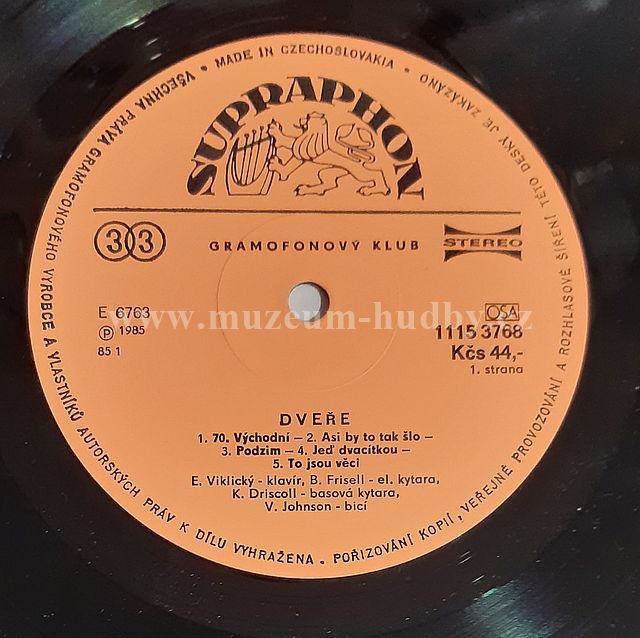 VŠECHNA PRÁVA GRAMOFONOVÉHO VÝROBCE A VLASTNÍKŮ AUTORSKÝCH PRÁV K DÍLU VYHRAŽENA • POŘIZOVÁNÍ KOPIÍ, VEŘEJNÉ PROVOZOVÁNÍ A ROZHLASOVÉ ŠÍŘENÍ TÉTO DESKY JE ZAKÁZÁNO • MADE IN CZECHOSLOVAKIA •
SUPRAPHON
33 GRAMOFONOVÝ KLUB STEREO
E 6763 OSA
www.muzeum-hudby.cz
Ⓟ 1985 1115 3768
85 1 Kčs 44,-
1. strana
DVEŘE
1. 70. Východní – 2. Asi by to tak šlo –
3. Podzim – 4. Jeď dvacítkou –
5. To jsou věci
E. Viklický - klavír, B. Frisell - el. kytara,
K. Driscoll - basová kytara,
V. Johnson - bicí